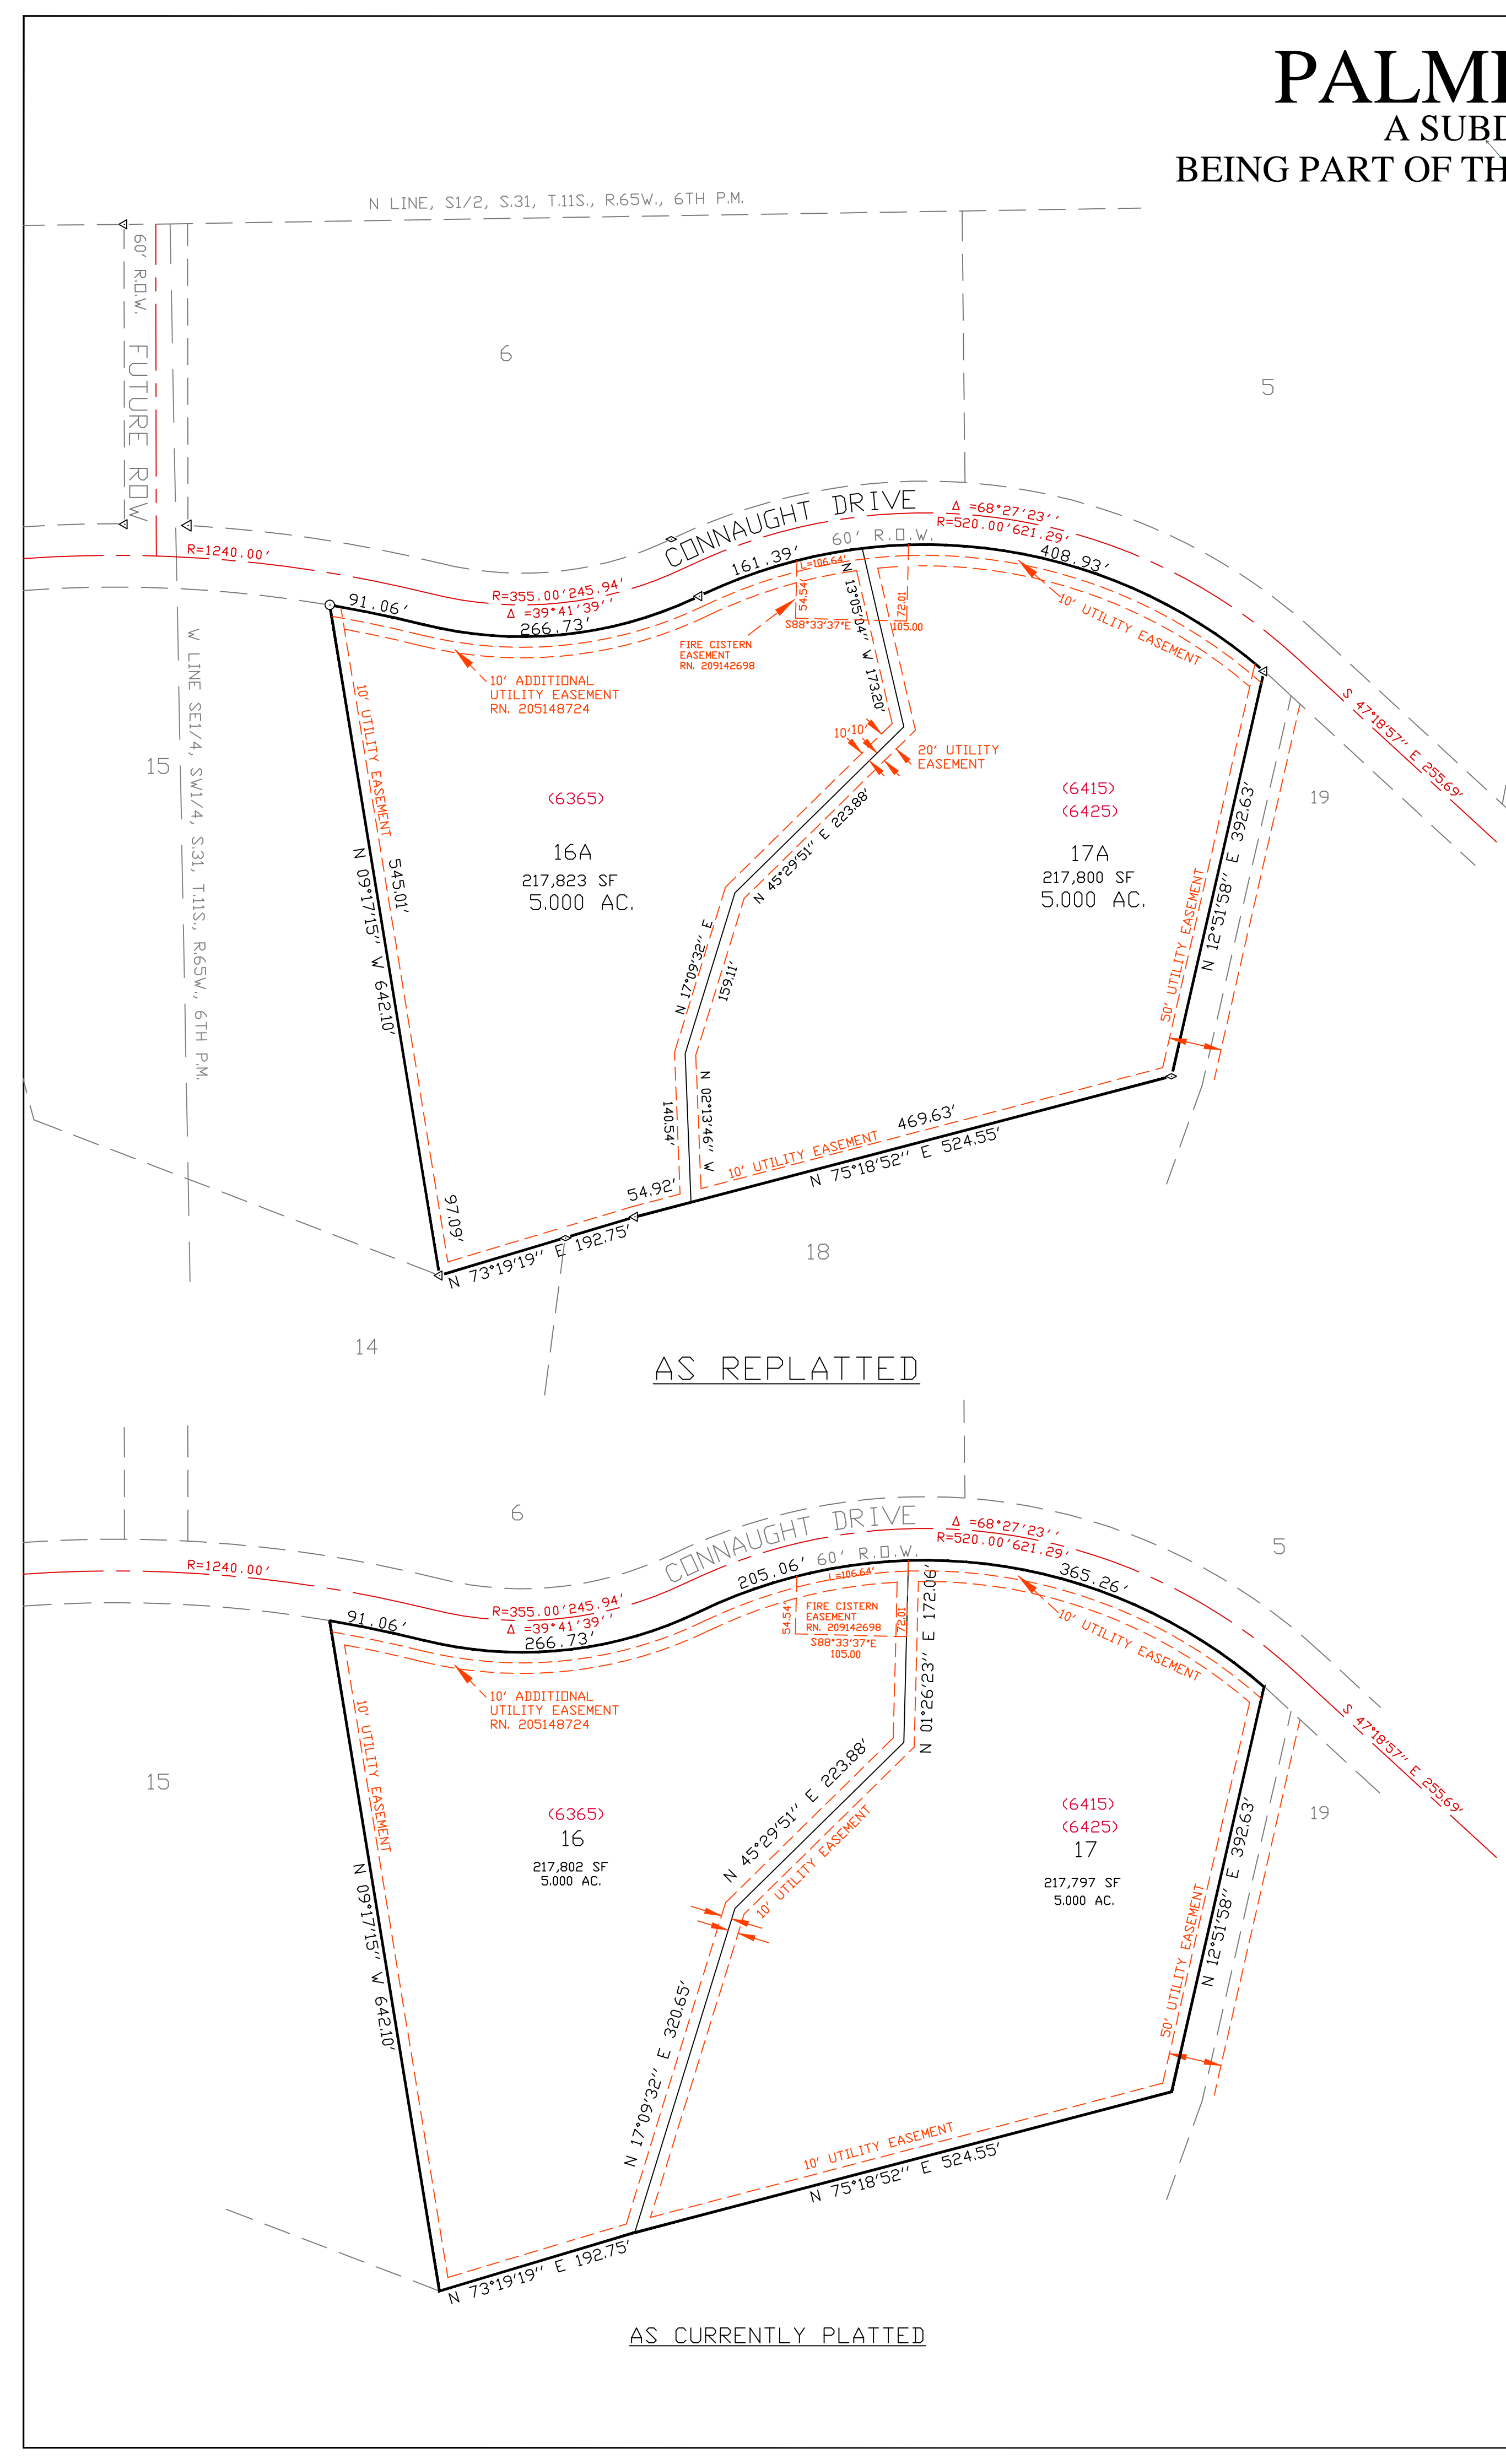 PALM
A SUBD
BEING PART OF TH
N LINE, S1/2, S.31, T.11S., R.65W., 6TH P.M.
60' R.O.W.
FUTURE ROW
6
5
CONNAUGHT DRIVE
60' R.O.W.
Δ =68°27'23''
R=520.00'621.29'
R=1240.00'
R=355.00'245.94'
Δ =39°41'39''
91.06'
266.73'
161.39'
408.93'
L=106.64'
54.54'
72.01
S88°33'37"E
105.00
FIRE CISTERN
EASEMENT
RN. 209142698
10' UTILITY EASEMENT
10' ADDITIONAL
UTILITY EASEMENT
RN. 205148724
10' UTILITY EASEMENT
N 13°05'04'' W 173.20'
10'
10'
20' UTILITY
EASEMENT
S 47°18'57'' E 255.69'
W LINE SE1/4, SW1/4, S.31, T.11S., R.65W., 6TH P.M.
15
19
(6365)
16A
217,823 SF
5.000 AC.
(6415)
(6425)
17A
217,800 SF
5.000 AC.
N 45°29'51'' E 223.88'
N 12°51'58'' E 392.63'
50' UTILITY EASEMENT
N 09°17'15'' W 642.10'
545.01'
N 17°09'32'' E
159.11'
140.54'
N 02°13'46'' W
469.63'
10' UTILITY EASEMENT
N 75°18'52'' E 524.55'
54.92'
97.09'
N 73°19'19'' E 192.75'
18
14
AS REPLATTED
6
5
CONNAUGHT DRIVE
60' R.O.W.
Δ =68°27'23''
R=520.00'621.29'
R=1240.00'
R=355.00'245.94'
Δ =39°41'39''
91.06'
266.73'
205.06'
365.26'
L=106.64'
54.54'
72.01
FIRE CISTERN
EASEMENT
RN. 209142698
S88°33'37"E
105.00
N 01°26'23'' E 172.06'
10' UTILITY EASEMENT
10' ADDITIONAL
UTILITY EASEMENT
RN. 205148724
10' UTILITY EASEMENT
S 47°18'57'' E 255.69'
15
19
(6365)
16
217,802 SF
5.000 AC.
(6415)
(6425)
17
217,797 SF
5.000 AC.
N 45°29'51'' E 223.88'
10' UTILITY EASEMENT
N 12°51'58'' E 392.63'
50' UTILITY EASEMENT
N 09°17'15'' W 642.10'
N 17°09'32'' E 320.65'
10' UTILITY EASEMENT
N 75°18'52'' E 524.55'
N 73°19'19'' E 192.75'
AS CURRENTLY PLATTED